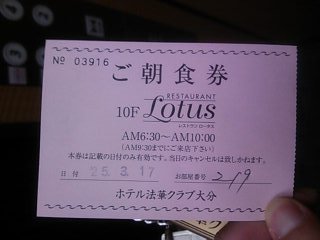 № 03916
ご朝食券
RESTAURANT
10F Lotus
レストラン ロータス
AM6:30～AM10:00
(AM9:30までにご来店下さい)
本券は記載の日付のみ有効です。当日のキャンセルは致しかねます。
日付 '25.3.17 お部屋番号 219
ホテル法華クラブ大分